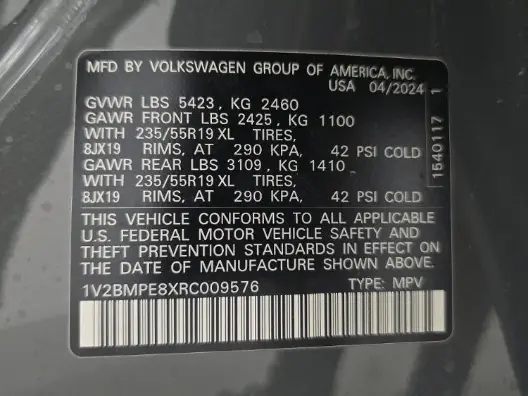 MFD BY VOLKSWAGEN GROUP OF AMERICA, INC.
USA 04/2024
GVWR LBS 5423, KG 2460
GAWR FRONT LBS 2425, KG 1100
WITH 235/55R19 XL TIRES,
8JX19 RIMS, AT 290 KPA, 42 PSI COLD
GAWR REAR LBS 3109, KG 1410
WITH 235/55R19 XL TIRES,
8JX19 RIMS, AT 290 KPA, 42 PSI COLD
THIS VEHICLE CONFORMS TO ALL APPLICABLE
U.S. FEDERAL MOTOR VEHICLE SAFETY AND
THEFT PREVENTION STANDARDS IN EFFECT ON
DATE OF MANUFACTURE SHOWN ABOVE.
1V2BMPE8XRC009576 TYPE: MPV
1540117 1